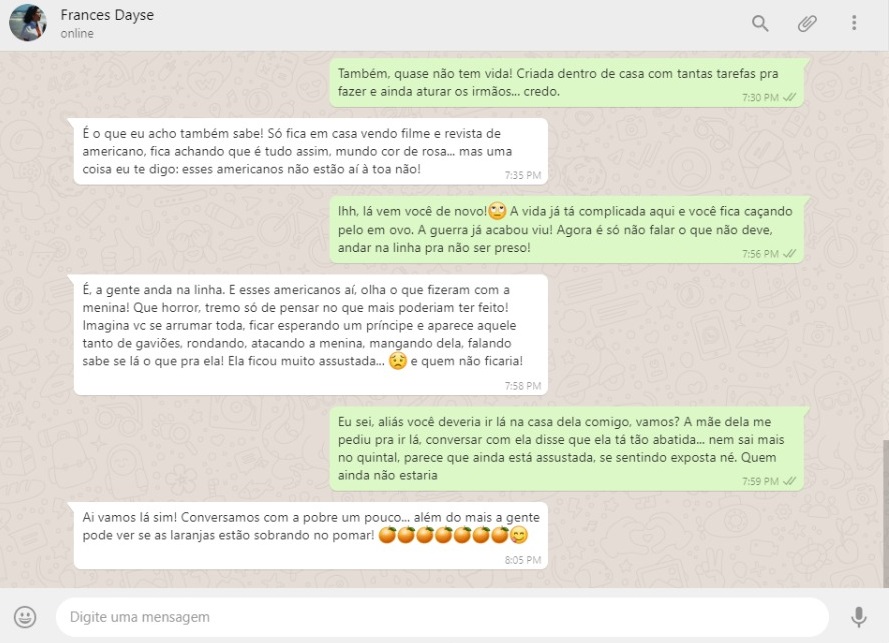 Frances Dayse
online
Também, quase não tem vida! Criada dentro de casa com tantas tarefas pra
fazer e ainda aturar os irmãos... credo.
7:30 PM
É o que eu acho também sabe! Só fica em casa vendo filme e revista de
americano, fica achando que é tudo assim, mundo cor de rosa... mas uma
coisa eu te digo: esses americanos não estão aí à toa não!
7:35 PM
Ihh, lá vem você de novo!🙄 A vida já tá complicada aqui e você fica caçando
pelo em ovo. A guerra já acabou viu! Agora é só não falar o que não deve,
andar na linha pra não ser preso!
7:56 PM
É, a gente anda na linha. E esses americanos aí, olha o que fizeram com a
menina! Que horror, tremo só de pensar no que mais poderiam ter feito!
Imagina vc se arrumar toda, ficar esperando um príncipe e aparece aquele
tanto de gaviões, rondando, atacando a menina, mangando dela, falando
sabe se lá o que pra ela! Ela ficou muito assustada... 😟 e quem não ficaria!
7:58 PM
Eu sei, aliás você deveria ir lá na casa dela comigo, vamos? A mãe dela me
pediu pra ir lá, conversar com ela disse que ela tá tão abatida... nem sai mais
no quintal, parece que ainda está assustada, se sentindo exposta né. Quem
ainda não estaria
7:59 PM
Ai vamos lá sim! Conversamos com a pobre um pouco... além do mais a gente
pode ver se as laranjas estão sobrando no pomar! 🍊🍊🍊🍊🍊🍊🍊😋
8:05 PM
Digite uma mensagem